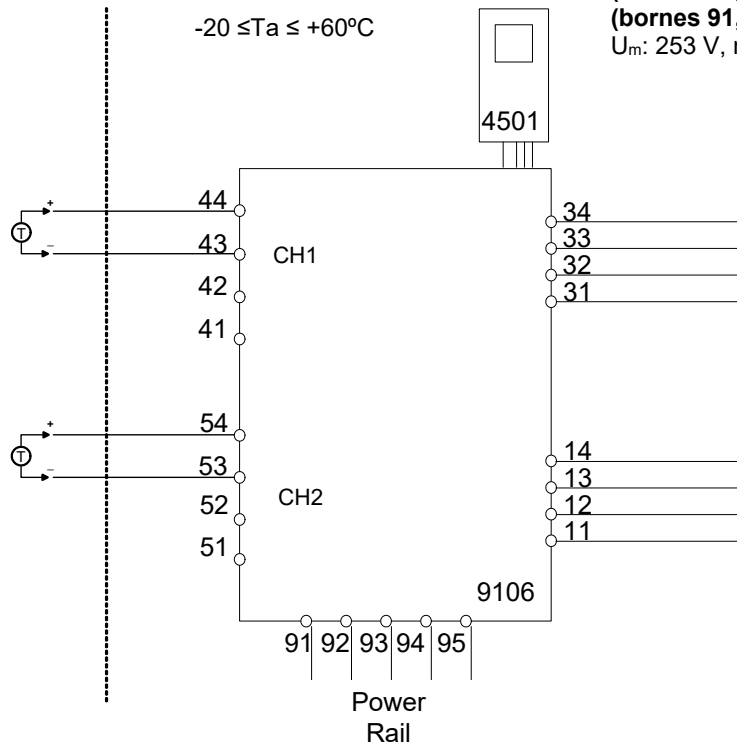 -20 ≤Ta ≤ +60ºC
(bornes 91,
Um: 253 V,
4501
44
43
42
41
CH1
34
33
32
31
54
53
52
51
CH2
14
13
12
11
9106
91 92 93 94 95
Power
Rail
T
+
−
T
+
−